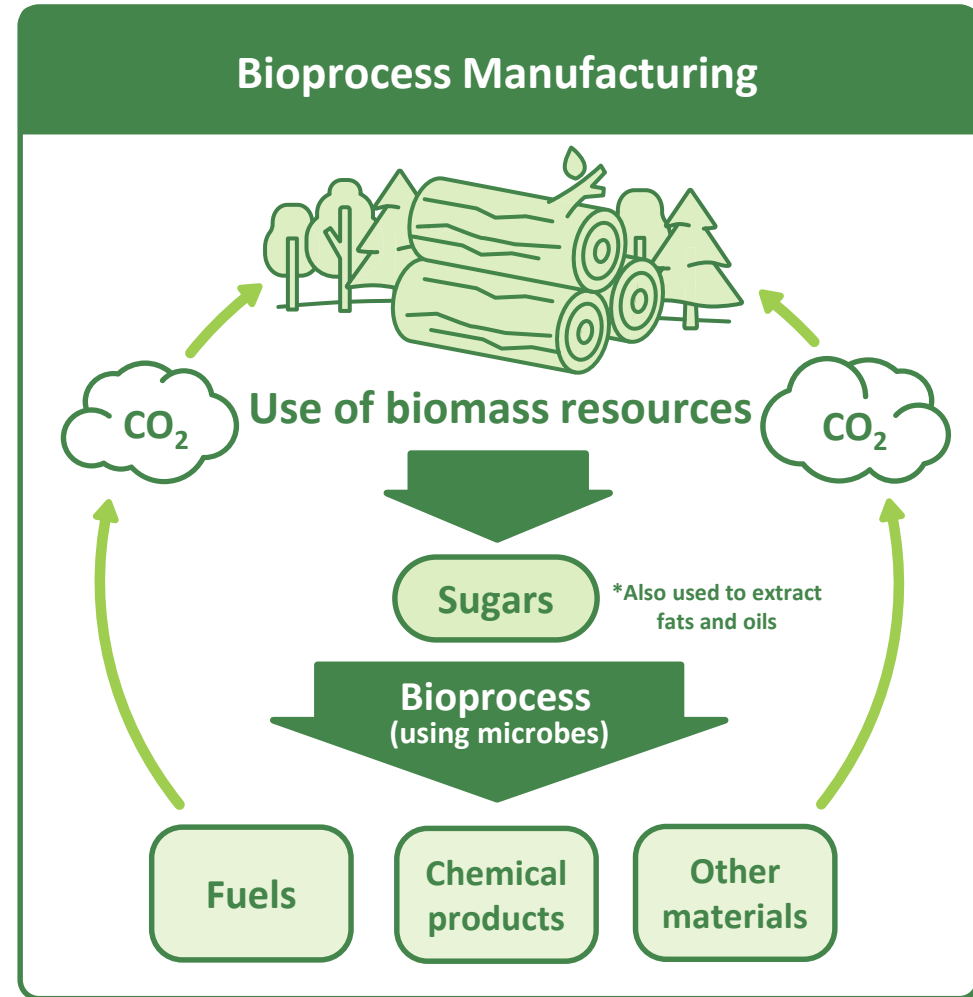 Bioprocess Manufacturing
CO₂
Use of biomass resources
CO₂
Sugars
*Also used to extract
fats and oils
Bioprocess
(using microbes)
Fuels
Chemical
products
Other
materials